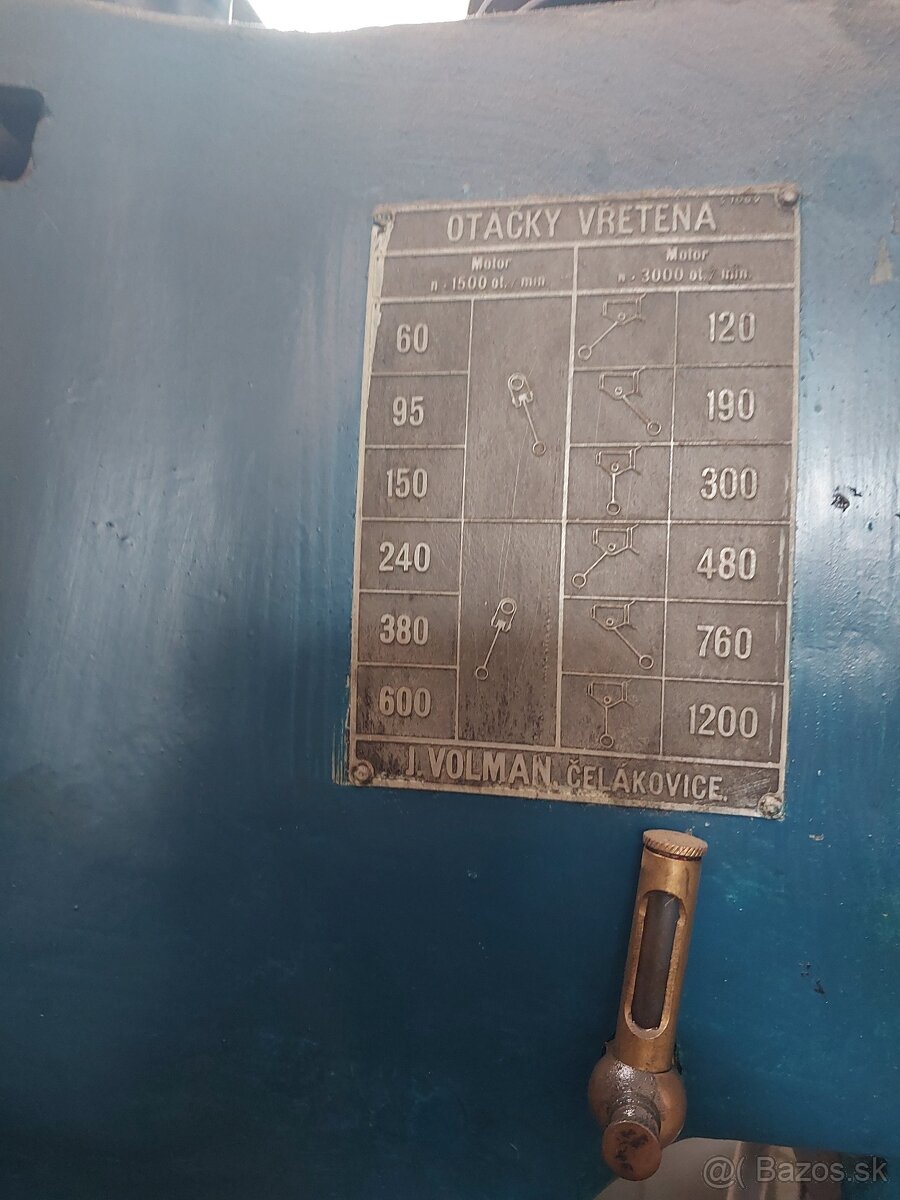 OTÁČKY VŘETENA
Motor
n - 1500 ot. / min.
Motor
n - 3000 ot. / min.
60 120
95 190
150 300
240 480
380 760
600 1200
J. VOLMAN, ČELÁKOVICE.
@( Bazos.sk